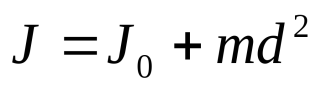 J = J₀ + md²